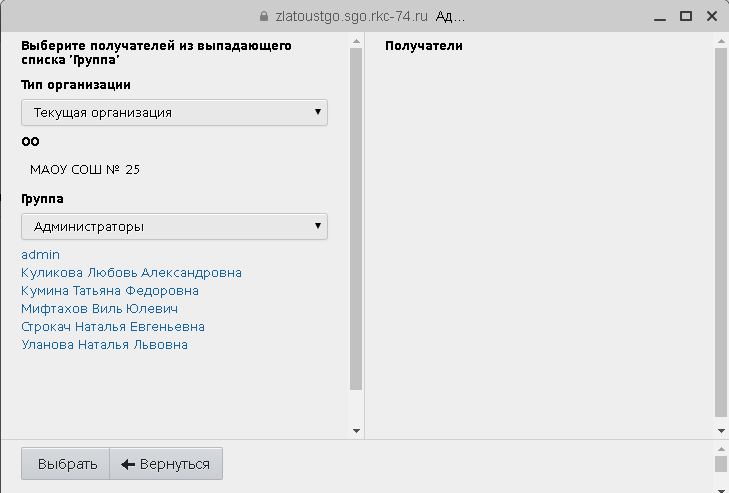 zlatoustgo.sgo.rkc-74.ru Ад...
Выберите получателей из выпадающего
списка 'Группа'
Тип организации
Текущая организация
ОО
МАОУ СОШ № 25
Группа
Администраторы
admin
Куликова Любовь Александровна
Кумина Татьяна Федоровна
Мифтахов Виль Юлевич
Строкач Наталья Евгеньевна
Уланова Наталья Львовна
Получатели
Выбрать
Вернуться